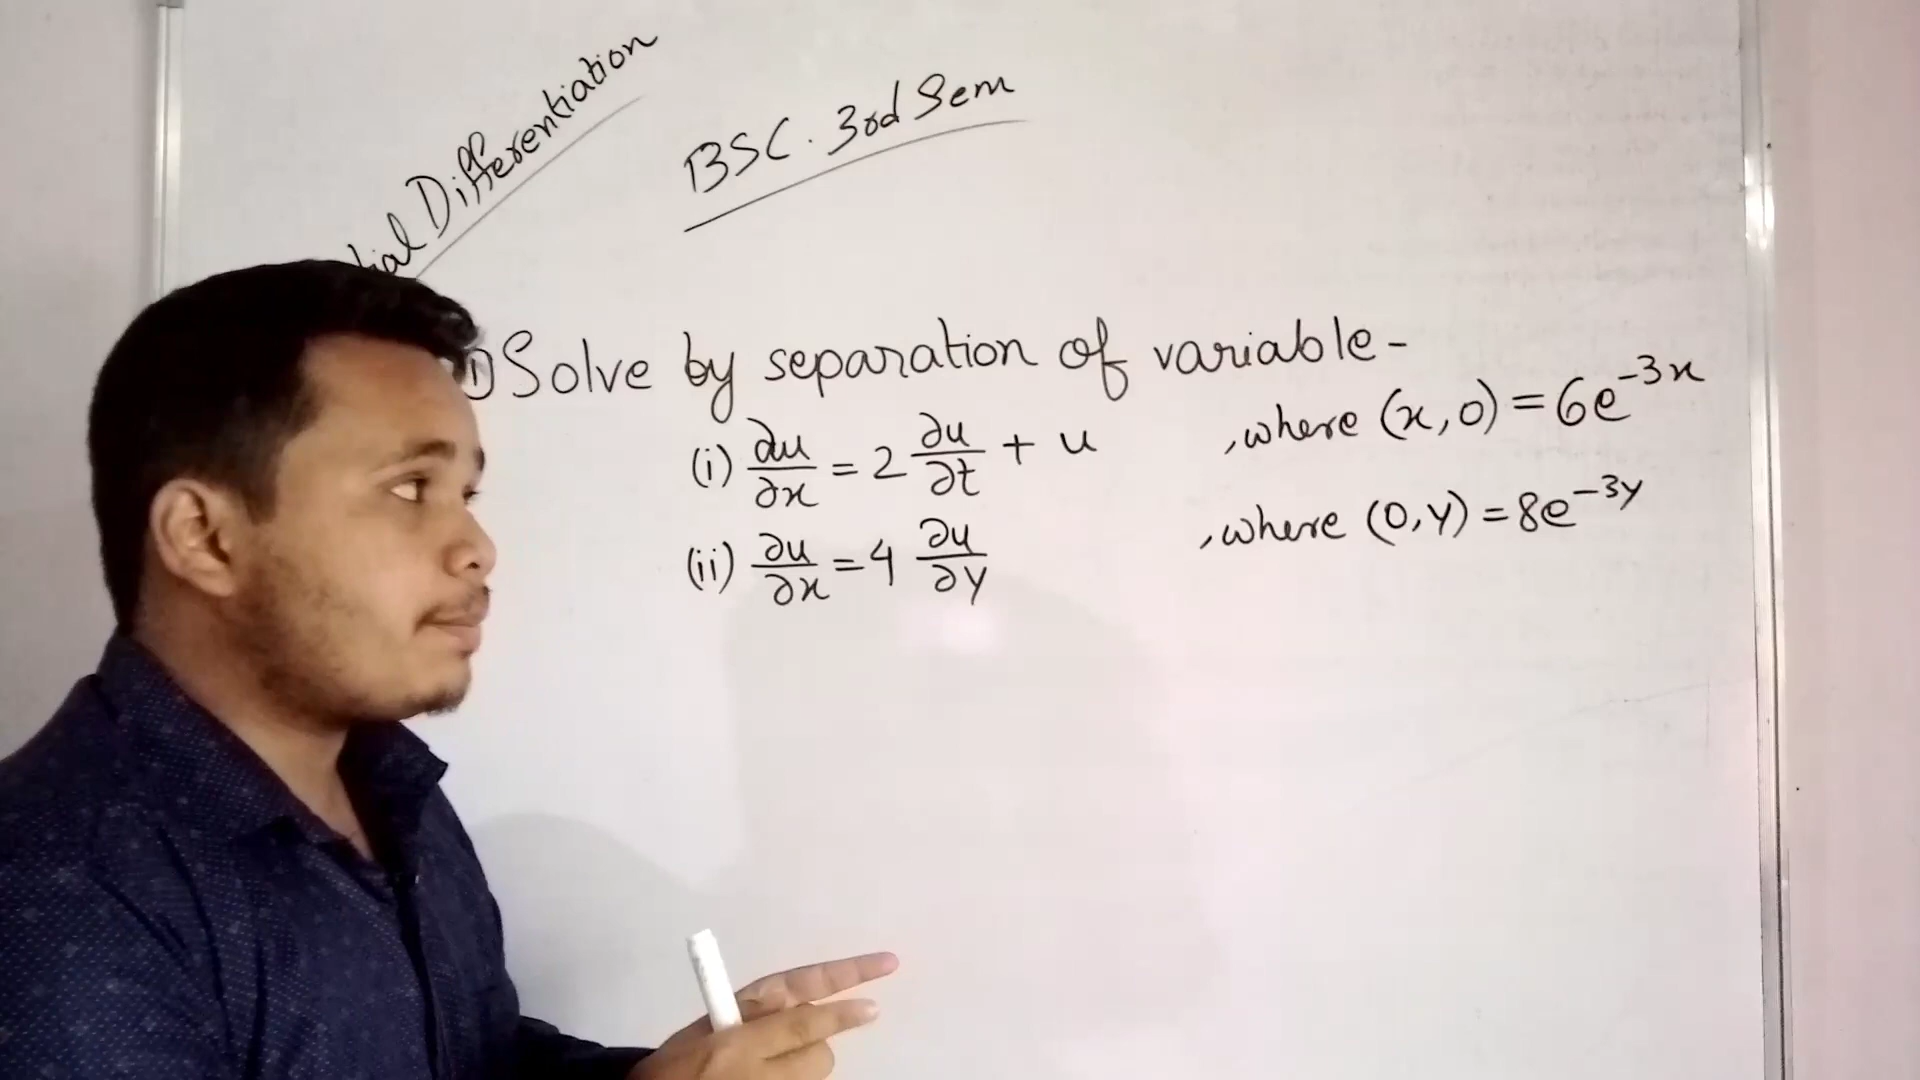 Differentiation
BSC. 3rd Sem
1) Solve by separation of variable-
(i) ∂u/∂x = 2 ∂u/∂t + u , where (x, 0) = 6e^{-3x}
(ii) ∂u/∂x = 4 ∂u/∂y , where (0, y) = 8e^{-3y}